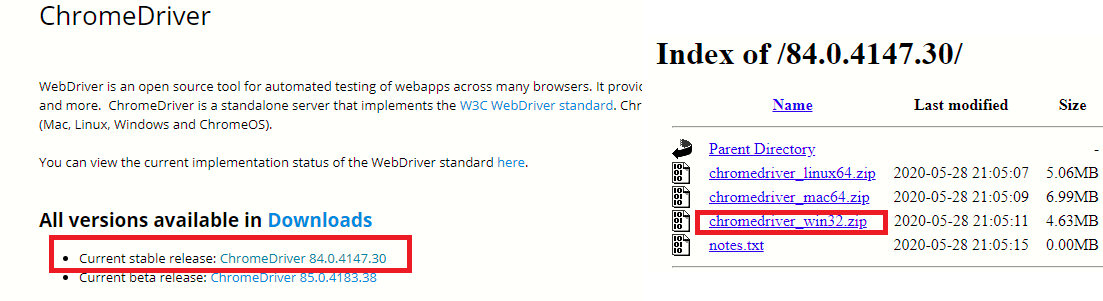 ChromeDriver
WebDriver is an open source tool for automated testing of webapps across many browsers. It
and more. ChromeDriver is a standalone server that implements the W3C WebDriver standard.
(Mac, Linux, Windows and ChromeOS).
You can view the current implementation status of the WebDriver standard here.
All versions available in Downloads
• Current stable release: ChromeDriver 84.0.4147.30
• Current beta release: ChromeDriver 85.0.4183.38
Index of /84.0.4147.30/
Name Last modified Size
Parent Directory -
chromedriver_linux64.zip 2020-05-28 21:05:07 5.06MB
chromedriver_mac64.zip 2020-05-28 21:05:09 6.99MB
chromedriver_win32.zip 2020-05-28 21:05:11 4.63MB
notes.txt 2020-05-28 21:05:15 0.00MB